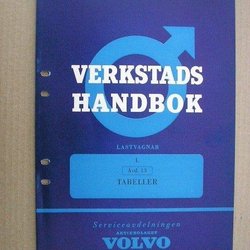 VERKSTADS
HANDBOK
LASTVAGNAR
L
Avd. 13
TABELLER
Serviceavdelningen
AKTIEBOLAGET
VOLVO